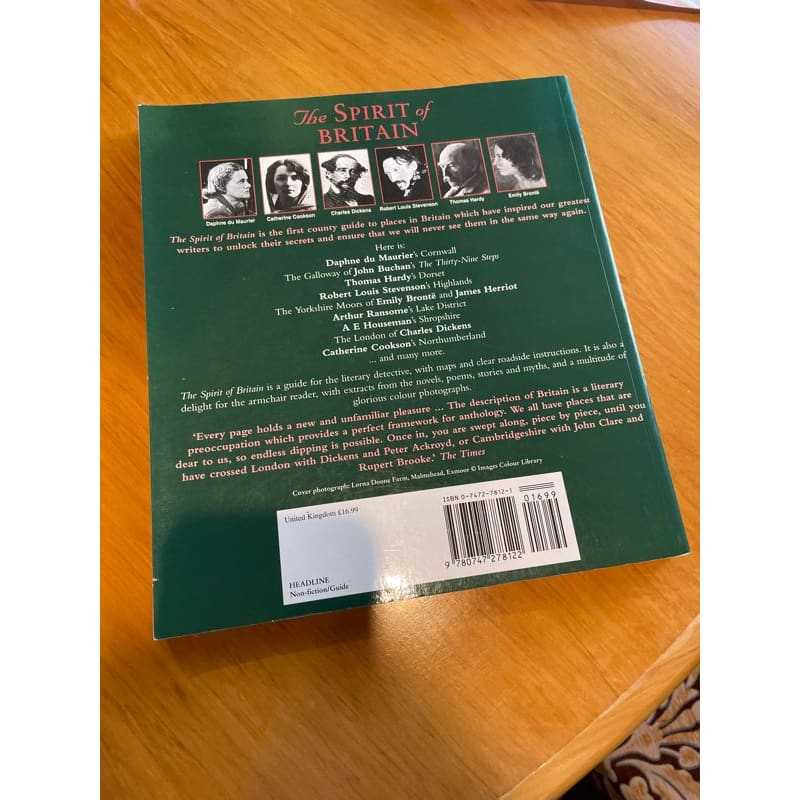 The SPIRIT of
BRITAIN
Daphne du Maurier
Catherine Cookson
Charles Dickens
Robert Louis Stevenson
Thomas Hardy
Emily Brontë
The Spirit of Britain is the first county guide to places in Britain which have inspired our greatest
writers to unlock their secrets and ensure that we will never see them in the same way again.
Here is:
Daphne du Maurier's Cornwall
The Galloway of John Buchan's The Thirty-Nine Steps
Thomas Hardy's Dorset
Robert Louis Stevenson's Highlands
The Yorkshire Moors of Emily Brontë and James Herriot
Arthur Ransome's Lake District
A E Houseman's Shropshire
The London of Charles Dickens
Catherine Cookson's Northumberland
... and many more.
The Spirit of Britain is a guide for the literary detective, with maps and clear roadside instructions. It is also a
delight for the armchair reader, with extracts from the novels, poems, stories and myths, and a multitude of
glorious colour photographs.
'Every page holds a new and unfamiliar pleasure ... The description of Britain is a literary
preoccupation which provides a perfect framework for anthology. We all have places that are
dear to us, so endless dipping is possible. Once in, you are swept along, piece by piece, until you
have crossed London with Dickens and Peter Ackroyd, or Cambridgeshire with John Clare and
Rupert Brooke.' The Times
Cover photograph: Lorna Doone Farm, Malmshead, Exmoor © Images Colour Library
United Kingdom £16.99
ISBN 0-7472-7812-1
01699
9 780747 278122
HEADLINE
Non-fiction/Guide